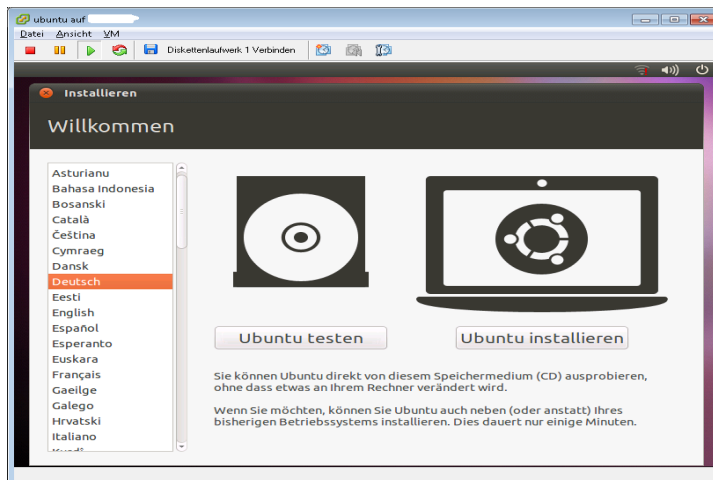 ubuntu auf
Datei Ansicht VM
Diskettenlaufwerk 1 Verbinden
Installieren
Willkommen
Asturianu
Bahasa Indonesia
Bosanski
Català
Čeština
Cymraeg
Dansk
Deutsch
Eesti
English
Español
Esperanto
Euskara
Français
Gaeilge
Galego
Hrvatski
Italiano
Ubuntu testen
Ubuntu installieren
Sie können Ubuntu direkt von diesem Speichermedium (CD) ausprobieren,
ohne dass etwas an Ihrem Rechner verändert wird.
Wenn Sie möchten, können Sie Ubuntu auch neben (oder anstatt) Ihres
bisherigen Betriebssystems installieren. Dies dauert nur einige Minuten.